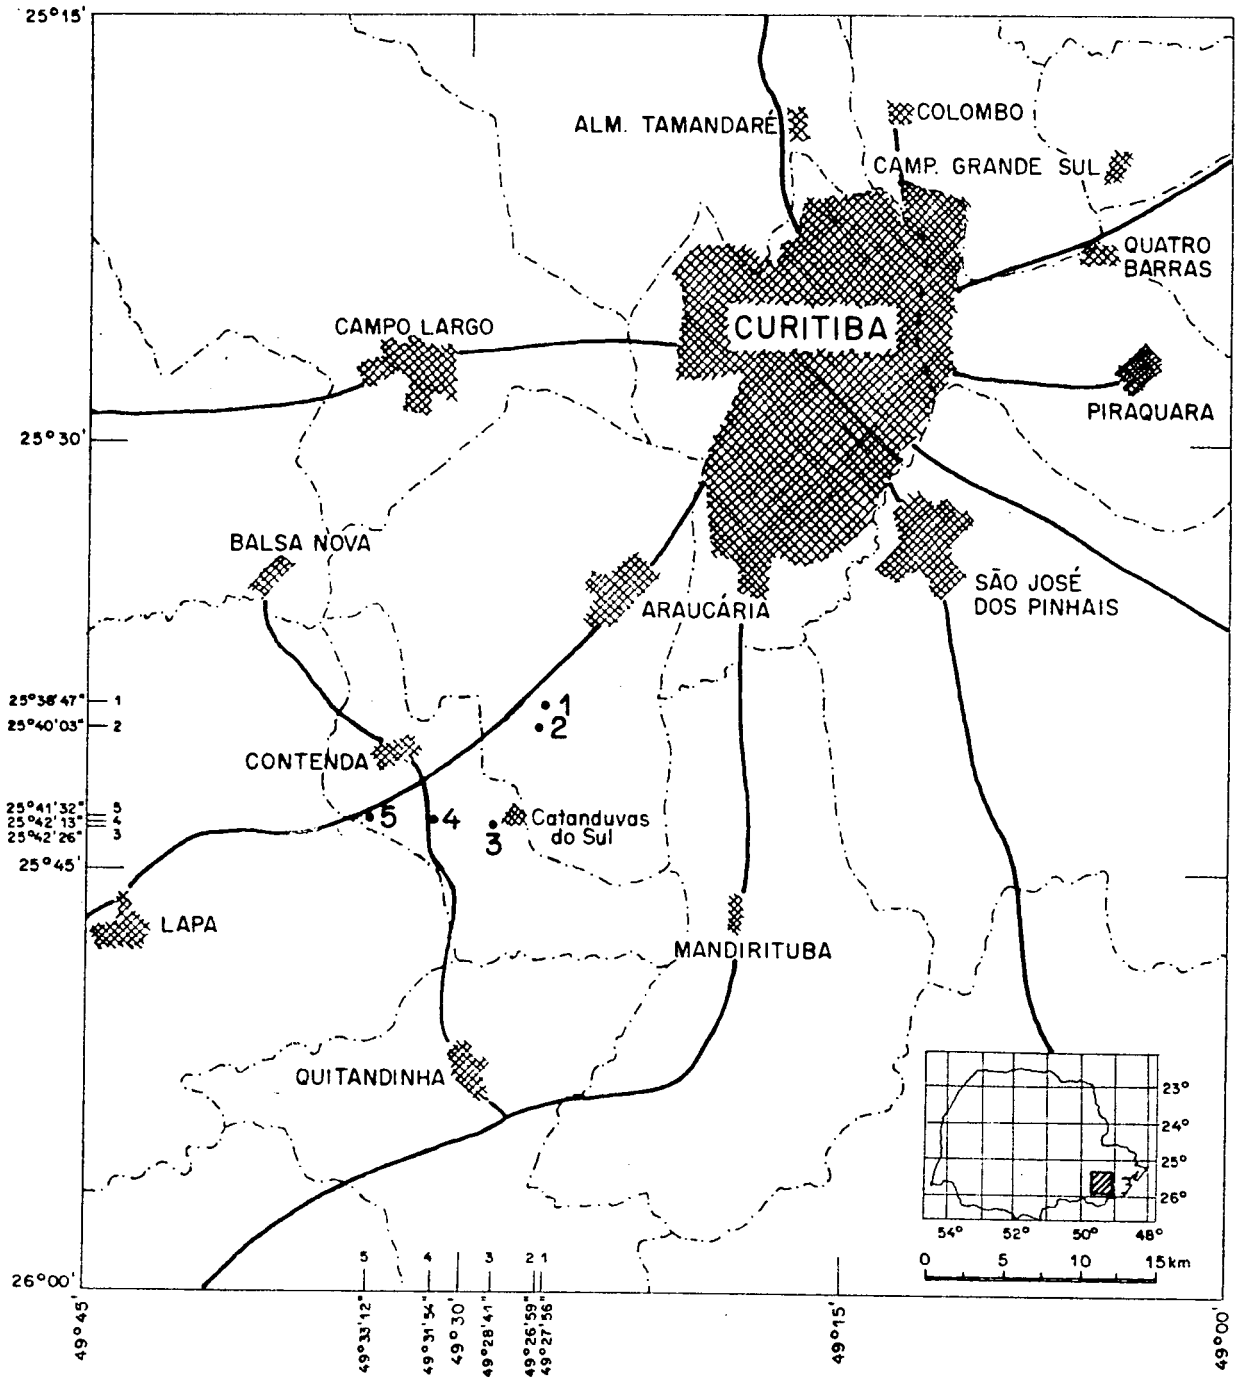 25°15'
ALM. TAMANDARÉ
COLOMBO
CAMP. GRANDE SUL
QUATRO
BARRAS
CURITIBA
CAMPO LARGO
PIRAQUARA
25°30'
BALSA NOVA
SÃO JOSÉ
DOS PINHAIS
ARAUCÁRIA
25°38'47" 1
25°40'03" 2
1
2
CONTENDA
25°41'32" 5
25°42'13" 4
25°42'26" 3
5
4
3
Catanduvas
do Sul
25°45'
LAPA
MANDIRITUBA
QUITANDINHA
23°
24°
25°
26°
54° 52° 50° 48°
0 5 10 15 km
5 4 3 2 1
26°00'
49°45'
49°33'12"
49°31'54"
49°30'
49°28'41"
49°26'59"
49°27'56"
49°15'
49°00'